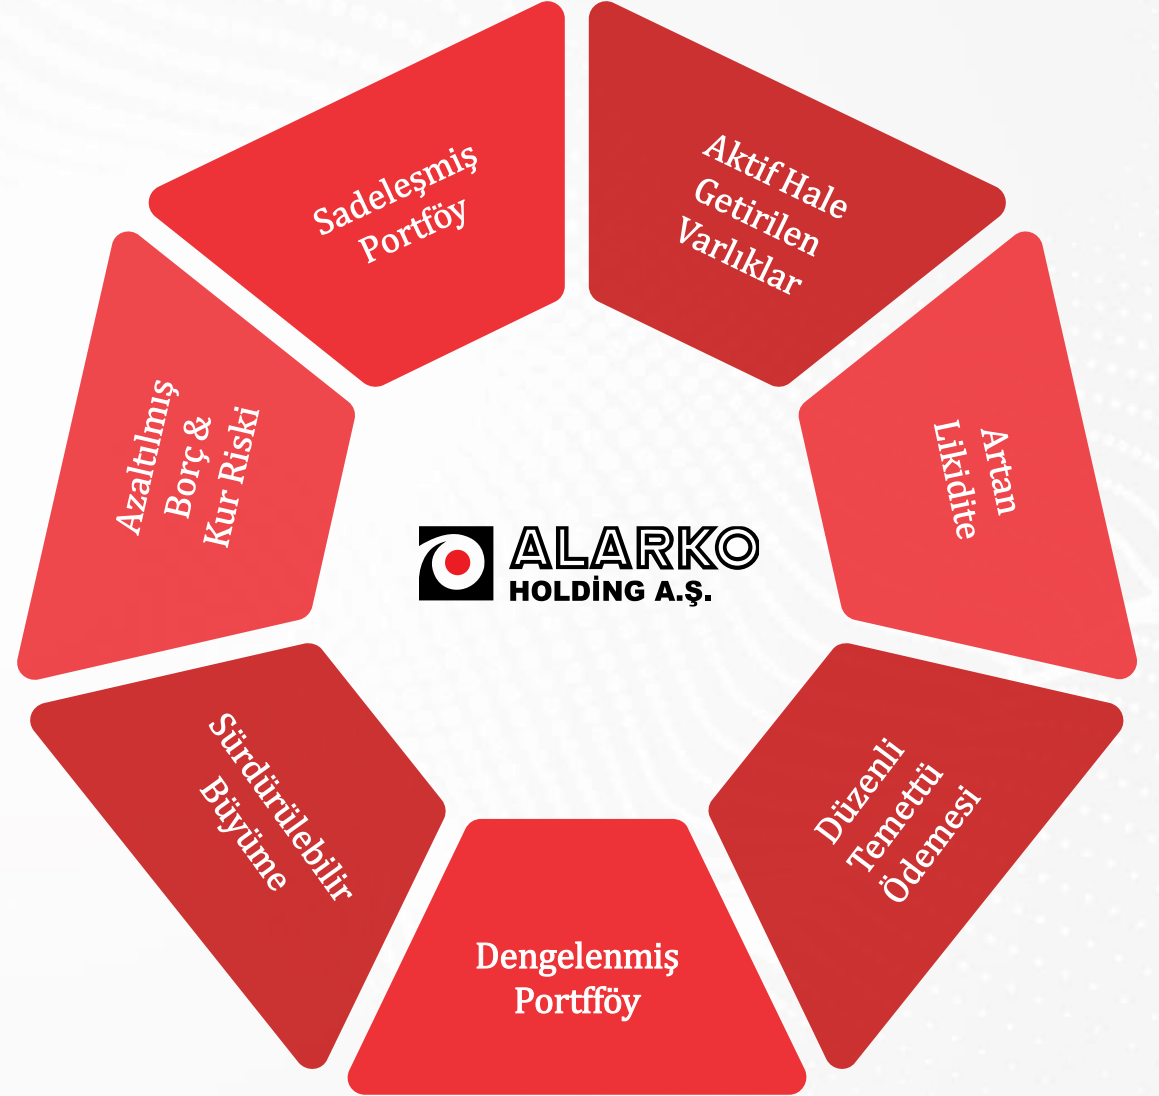 Sadeleşmiş
Portföy
Aktif Hale
Getirilen
Varlıklar
Artan
Likidite
Düzenli
Temettü
Ödemesi
Dengelenmiş
Portfföy
Sürdürülebilir
Büyüme
Azaltılmış
Borç &
Kur Riski
ALARKO
HOLDİNG A.Ş.